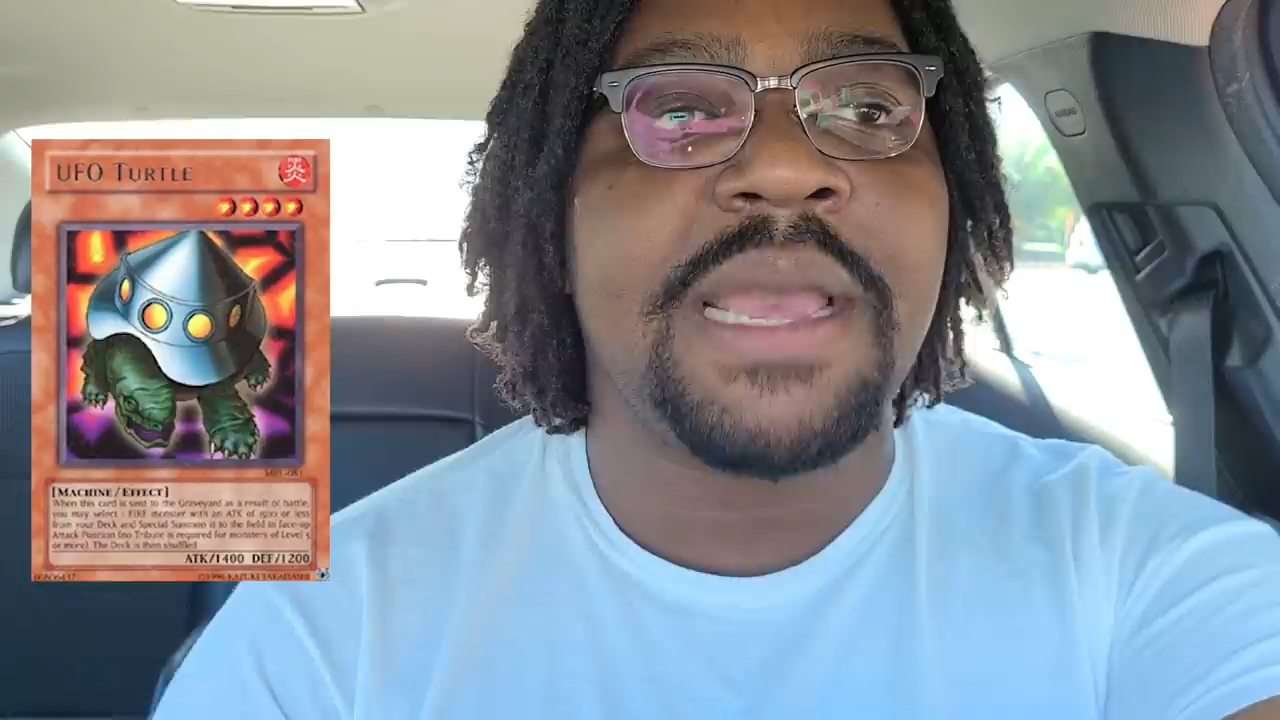 UFO TURTLE
炎
MRL-081
[MACHINE/EFFECT]
When this card is sent to the Graveyard as a result of battle,
you may select 1 FIRE monster with an ATK of 1500 or less
from your Deck and Special Summon it to the field in face-up
Attack Position (no Tribute is required for monsters of Level 5
or more). The Deck is then shuffled.
ATK/1400 DEF/1200
©1996 KAZUKI TAKAHASHI